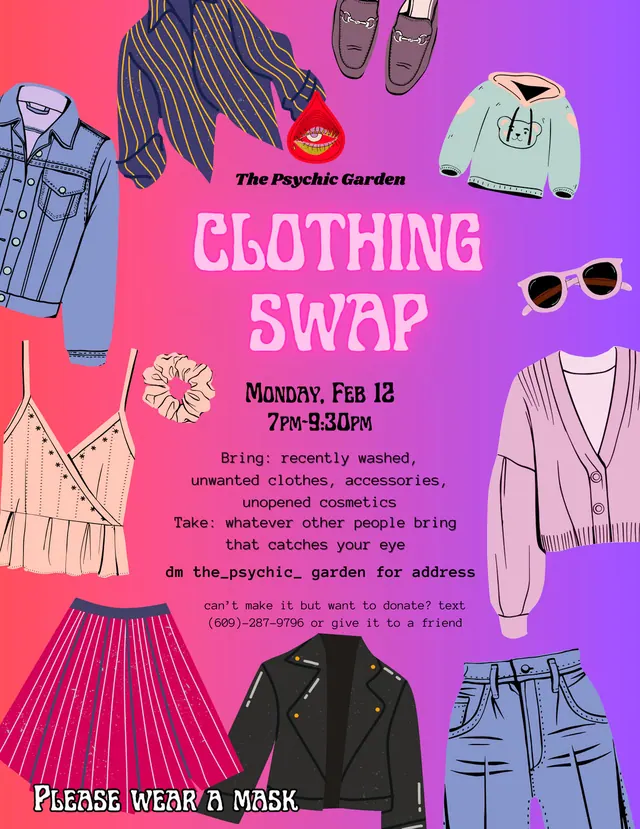 The Psychic Garden
CLOTHING
SWAP
Monday, Feb 12
7pm-9:30pm
Bring: recently washed,
unwanted clothes, accessories,
unopened cosmetics
Take: whatever other people bring
that catches your eye
dm the_psychic_ garden for address
can't make it but want to donate? text
(609)-287-9796 or give it to a friend
Please wear a mask